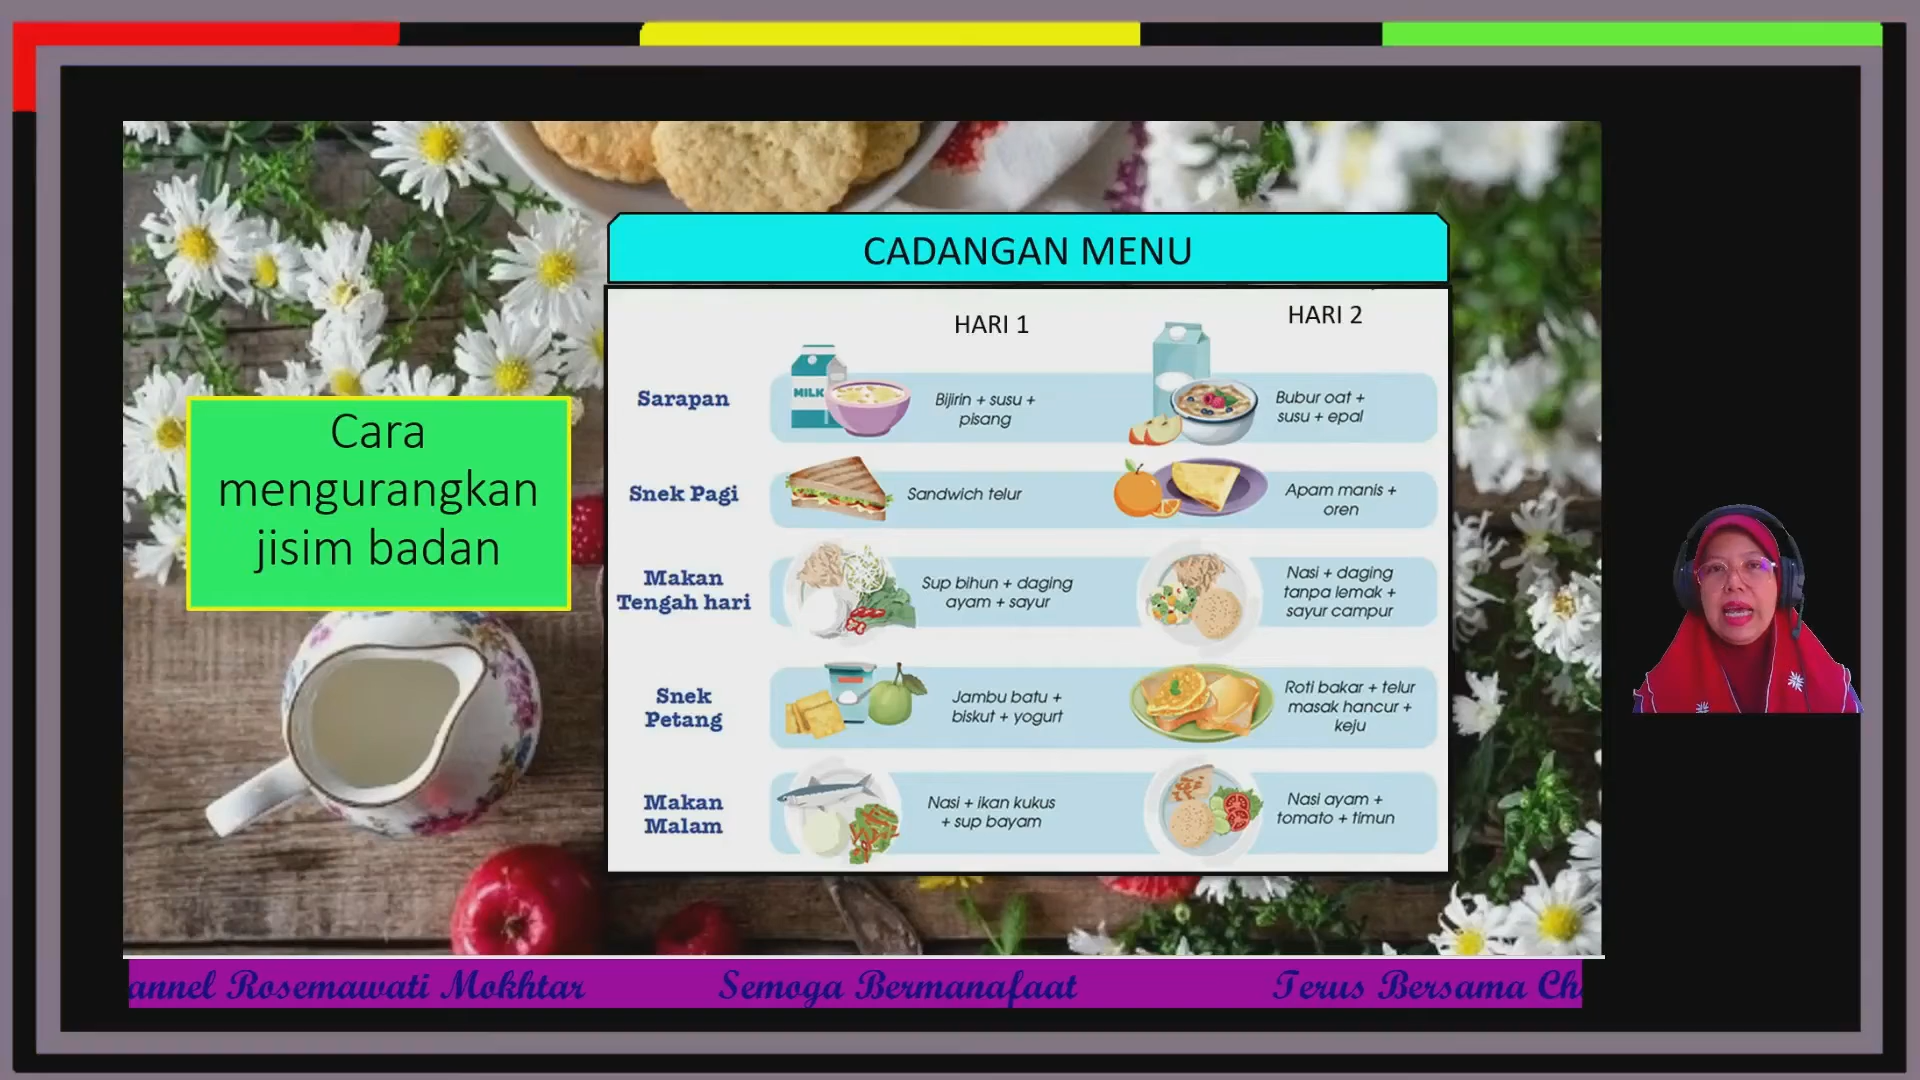 CADANGAN MENU
HARI 1
HARI 2
Cara
mengurangkan
jisim badan
Sarapan
MILK
Bijirin + susu +
pisang
Bubur oat +
susu + epal
Snek Pagi
Sandwich telur
Apam manis +
oren
Makan
Tengah hari
Sup bihun + daging
ayam + sayur
Nasi + daging
tanpa lemak +
sayur campur
Snek
Petang
Jambu batu +
biskut + yogurt
Roti bakar + telur
masak hancur +
keju
Makan
Malam
Nasi + ikan kukus
+ sup bayam
Nasi ayam +
tomato + timun
annel Rosemawati Mokhtar Semoga Bermanafaat Terus Bersama Ch